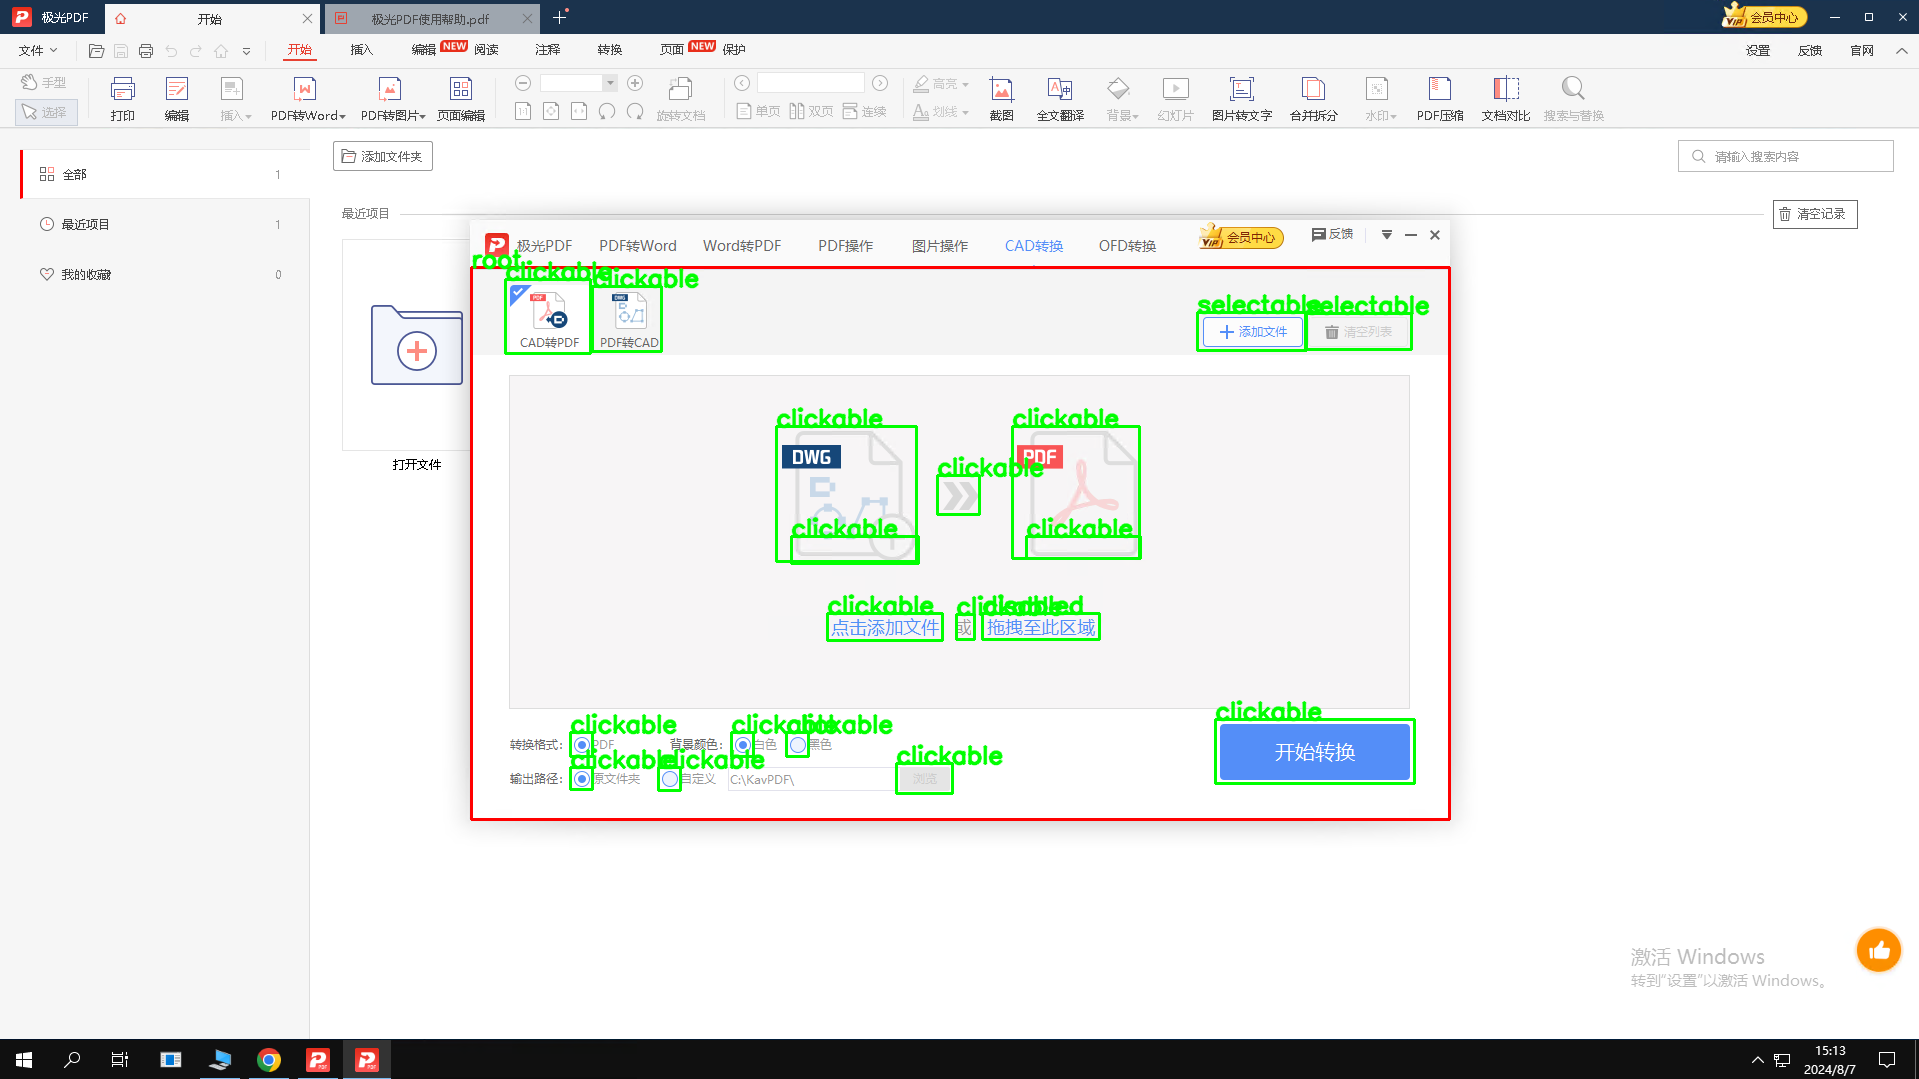 极光PDF 开始 极光PDF使用帮助.pdf VIP 会员中心
文件 开始 插入 编辑 NEW 阅读 注释 转换 页面 NEW 保护 设置 反馈 官网
手型 高亮
选择 打印 编辑 插入 PDF转Word PDF转图片 页面编辑 1:1 旋转文档 单页 双页 连续 划线 截图 全文翻译 背景 幻灯片 图片转文字 合并拆分 水印 PDF压缩 文档对比 搜索与替换
全部 1
添加文件夹 请输入搜索内容
最近项目 1
我的收藏 0
最近项目 清空记录
打开文件
极光PDF PDF转Word Word转PDF PDF操作 图片操作 CAD转换 OFD转换 VIP 会员中心 反馈
root
clickable clickable selectable selectable
CAD转PDF PDF转CAD 添加文件 清空列表
clickable clickable
DWG PDF
clickable
clickable clickable
clickable clickable disabled
点击添加文件 或 拖拽至此区域
clickable clickable clickable clickable
转换格式: PDF 背景颜色: 白色 黑色
clickable clickable clickable
输出路径: 原文件夹 自定义 C:\KavPDF\ 浏览
开始转换
激活 Windows
转到“设置”以激活 Windows。
15:13
2024/8/7